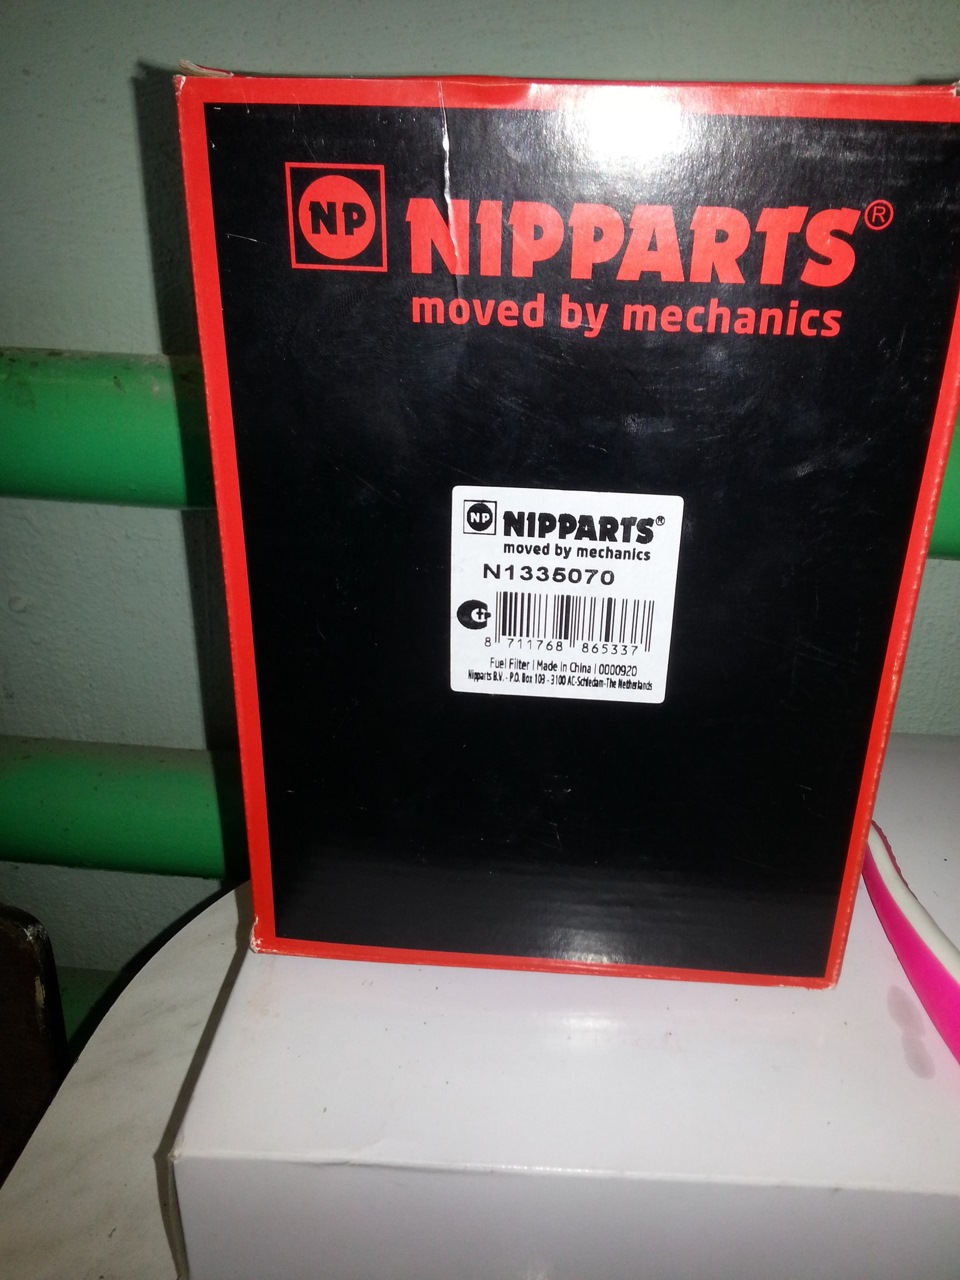 NP NIPPARTS®
moved by mechanics
NP NIPPARTS®
moved by mechanics
N1335070
8 711768 865337
Fuel Filter | Made in China | 0000920
Nipparts B.V. - P.O. Box 103 - 3100 AC-Schiedam-The Netherlands